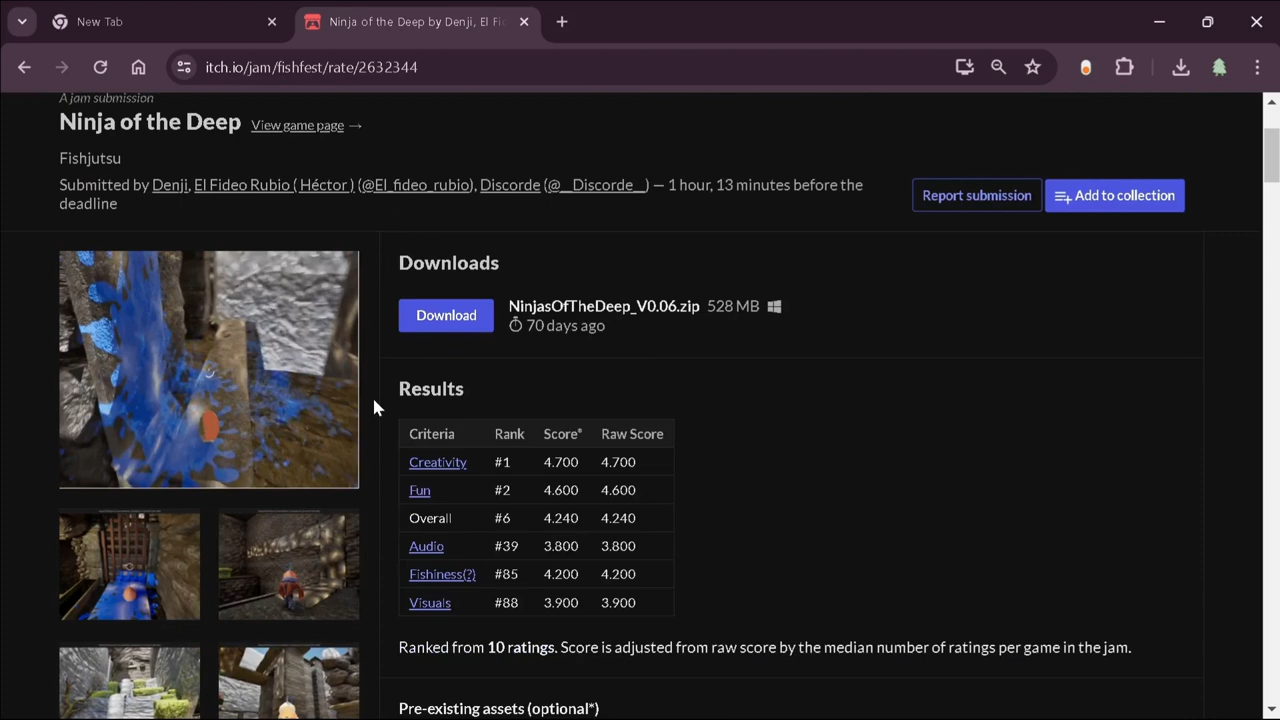 New Tab
Ninja of the Deep by Denji, El Fi
itch.io/jam/fishfest/rate/2632344
A jam submission
Ninja of the Deep View game page →
Fishjutsu
Submitted by Denji, El Fideo Rubio ( Héctor ) (@El_fideo_rubio), Discorde (@__Discorde__) — 1 hour, 13 minutes before the
deadline
Report submission Add to collection
Downloads
Download NinjasOfTheDeep_V0.06.zip 528 MB
70 days ago
Results
Criteria Rank Score* Raw Score
Creativity #1 4.700 4.700
Fun #2 4.600 4.600
Overall #6 4.240 4.240
Audio #39 3.800 3.800
Fishiness(?) #85 4.200 4.200
Visuals #88 3.900 3.900
Ranked from 10 ratings. Score is adjusted from raw score by the median number of ratings per game in the jam.
Pre-existing assets (optional*)